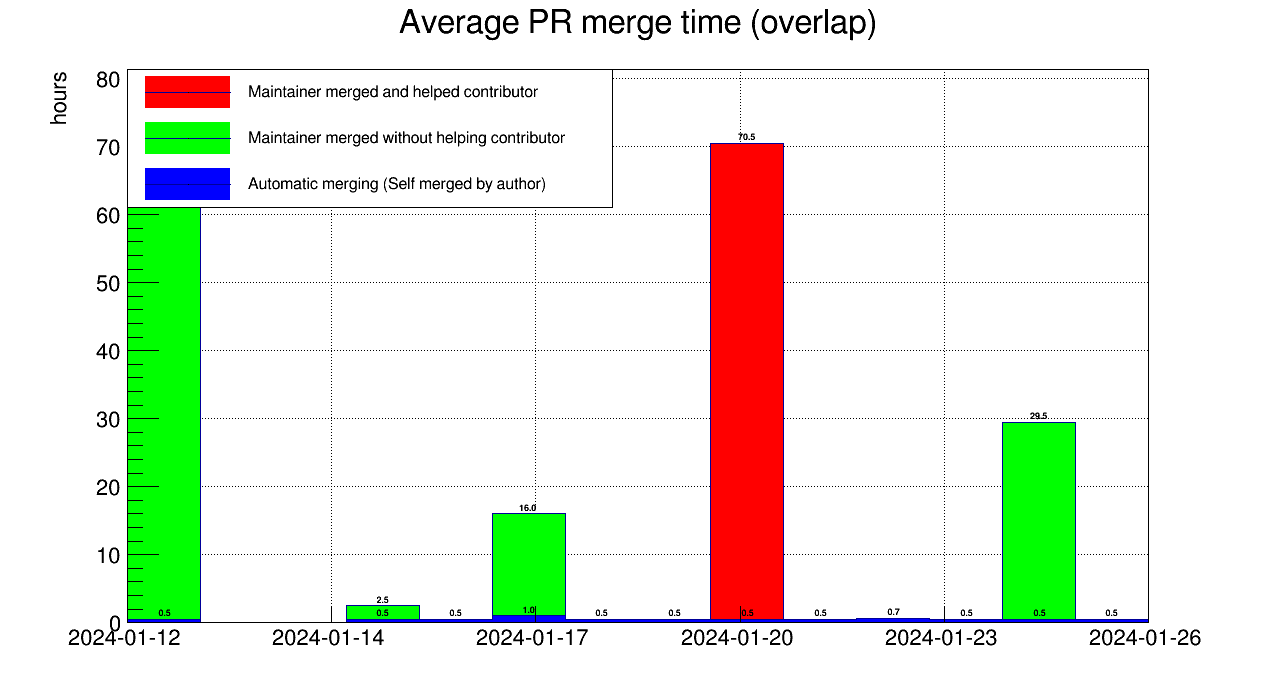 Average PR merge time (overlap)
hours
80
70
60
50
40
30
20
10
0
Maintainer merged and helped contributor
Maintainer merged without helping contributor
Automatic merging (Self merged by author)
70.5
29.5
16.0
2.5
0.5 0.5 0.5 1.0 0.5 0.5 0.5 0.5 0.7 0.5 0.5 0.5
2024-01-12 2024-01-14 2024-01-17 2024-01-20 2024-01-23 2024-01-26